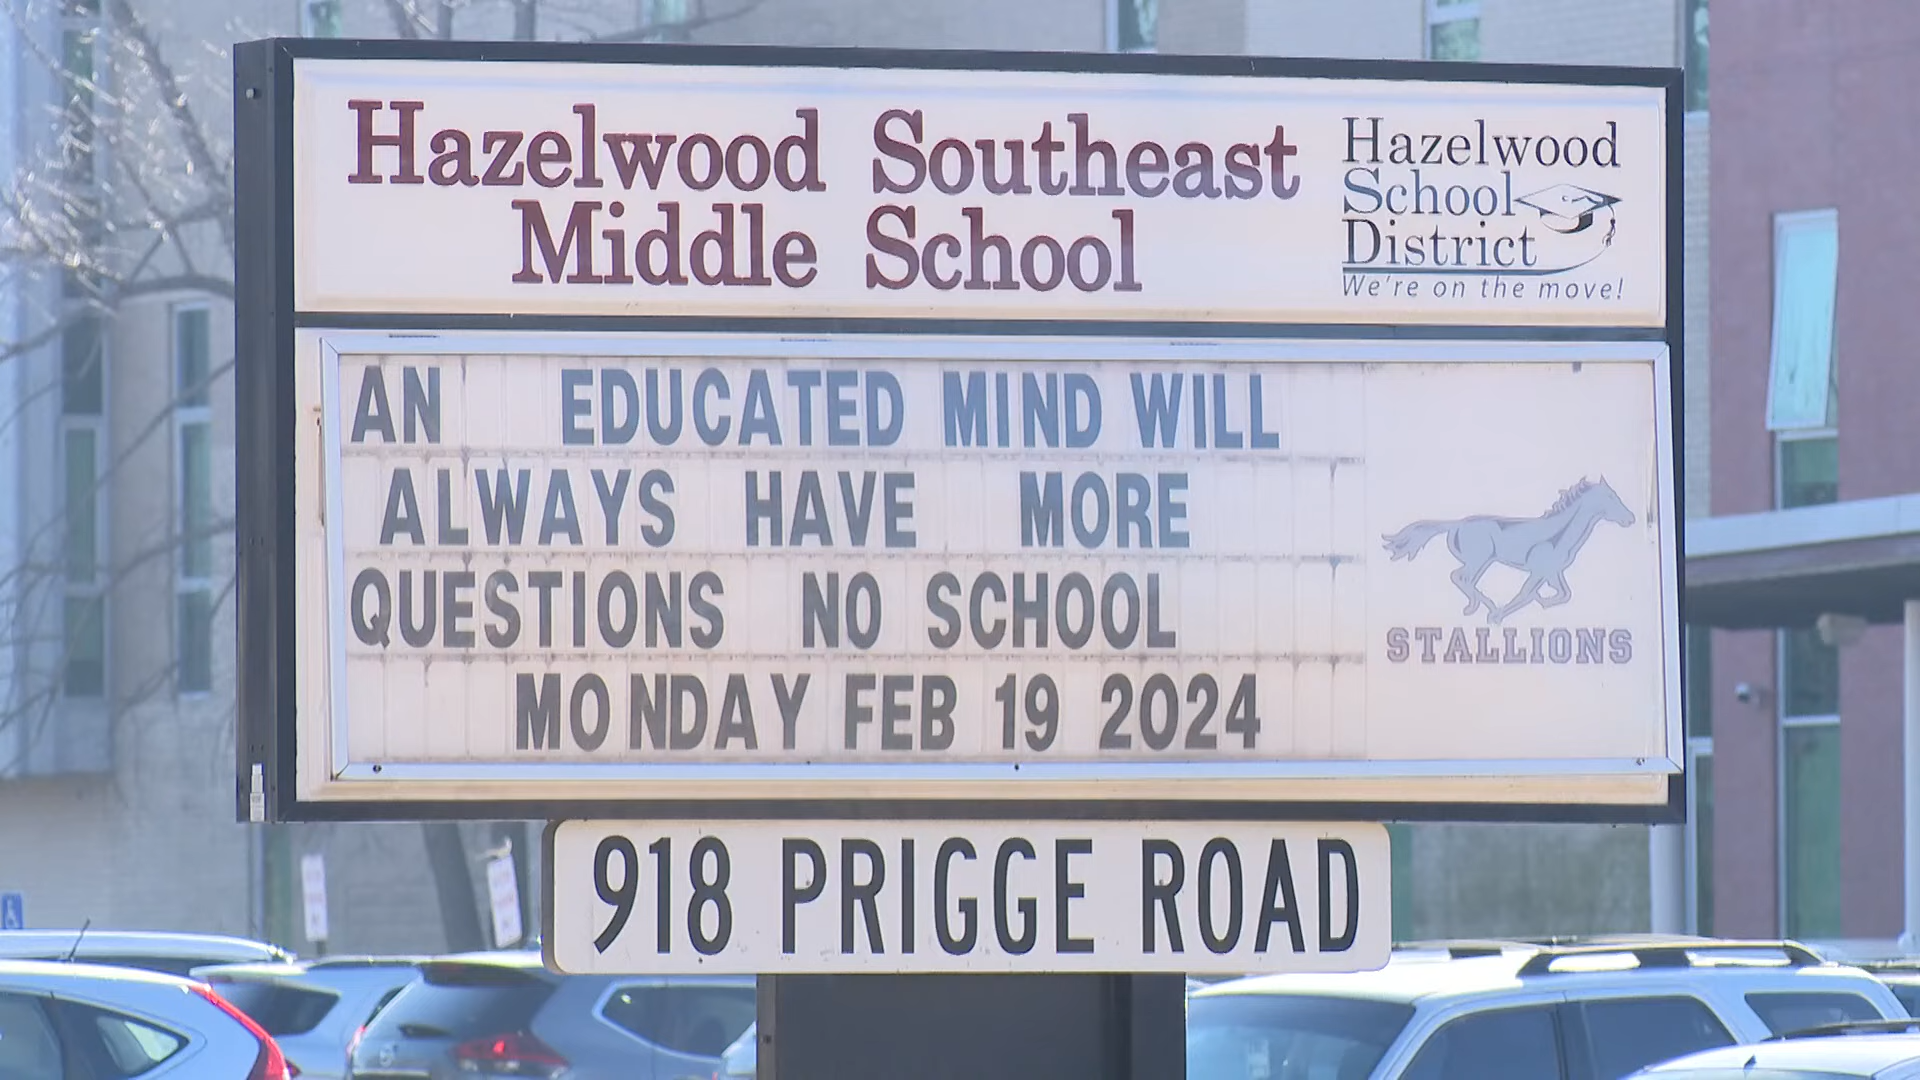 Hazelwood Southeast
Middle School
Hazelwood
School
District
We're on the move!
AN EDUCATED MIND WILL
ALWAYS HAVE MORE
QUESTIONS NO SCHOOL
MONDAY FEB 19 2024
STALLIONS
918 PRIGGE ROAD